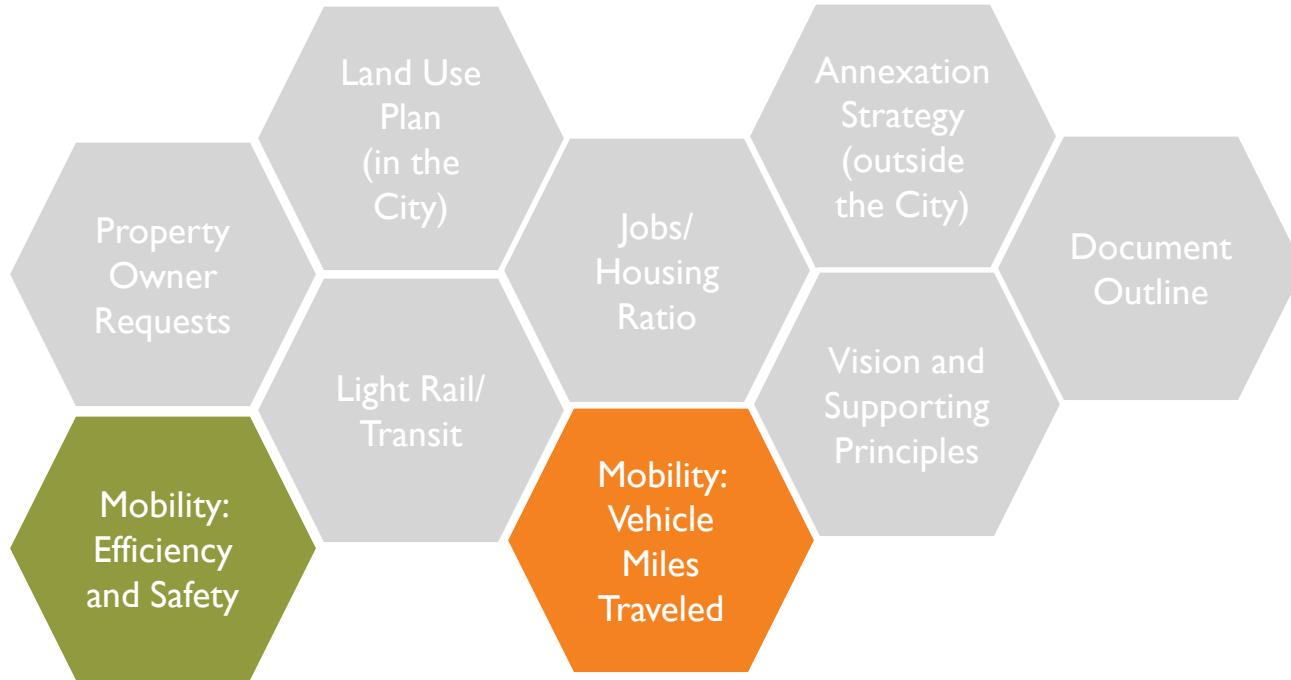 Land Use
Plan
(in the
City)
Annexation
Strategy
(outside
the City)
Property
Owner
Requests
Jobs/
Housing
Ratio
Document
Outline
Light Rail/
Transit
Vision and
Supporting
Principles
Mobility:
Efficiency
and Safety
Mobility:
Vehicle
Miles
Traveled